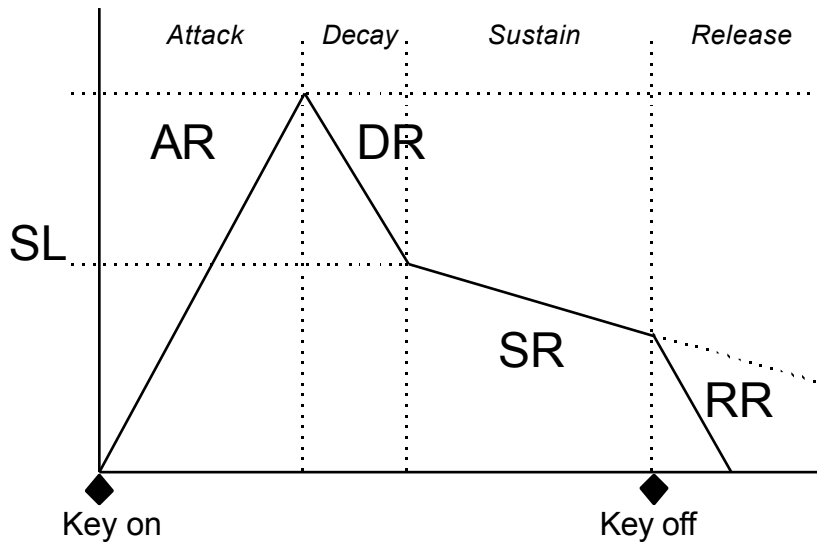 Attack
Decay
Sustain
Release
AR
DR
SL
SR
RR
Key on
Key off